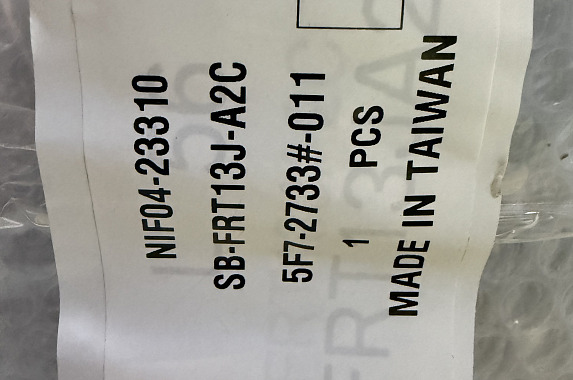 NIF04-23310
SB-FRT13J-A2C
5F7-2733#-011
1 PCS
MADE IN TAIWAN